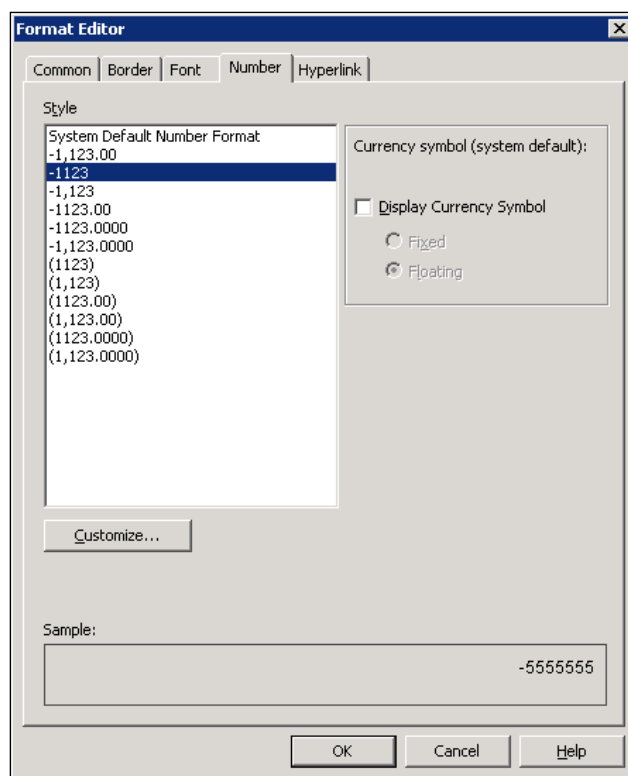 Format Editor
Common Border Font Number Hyperlink
Style
System Default Number Format
-1,123.00
-1123
-1,123
-1123.00
-1123.0000
-1,123.0000
(1123)
(1,123)
(1123.00)
(1,123.00)
(1123.0000)
(1,123.0000)
Currency symbol (system default):
Display Currency Symbol
Fixed
Floating
Customize...
Sample:
-5555555
OK Cancel Help